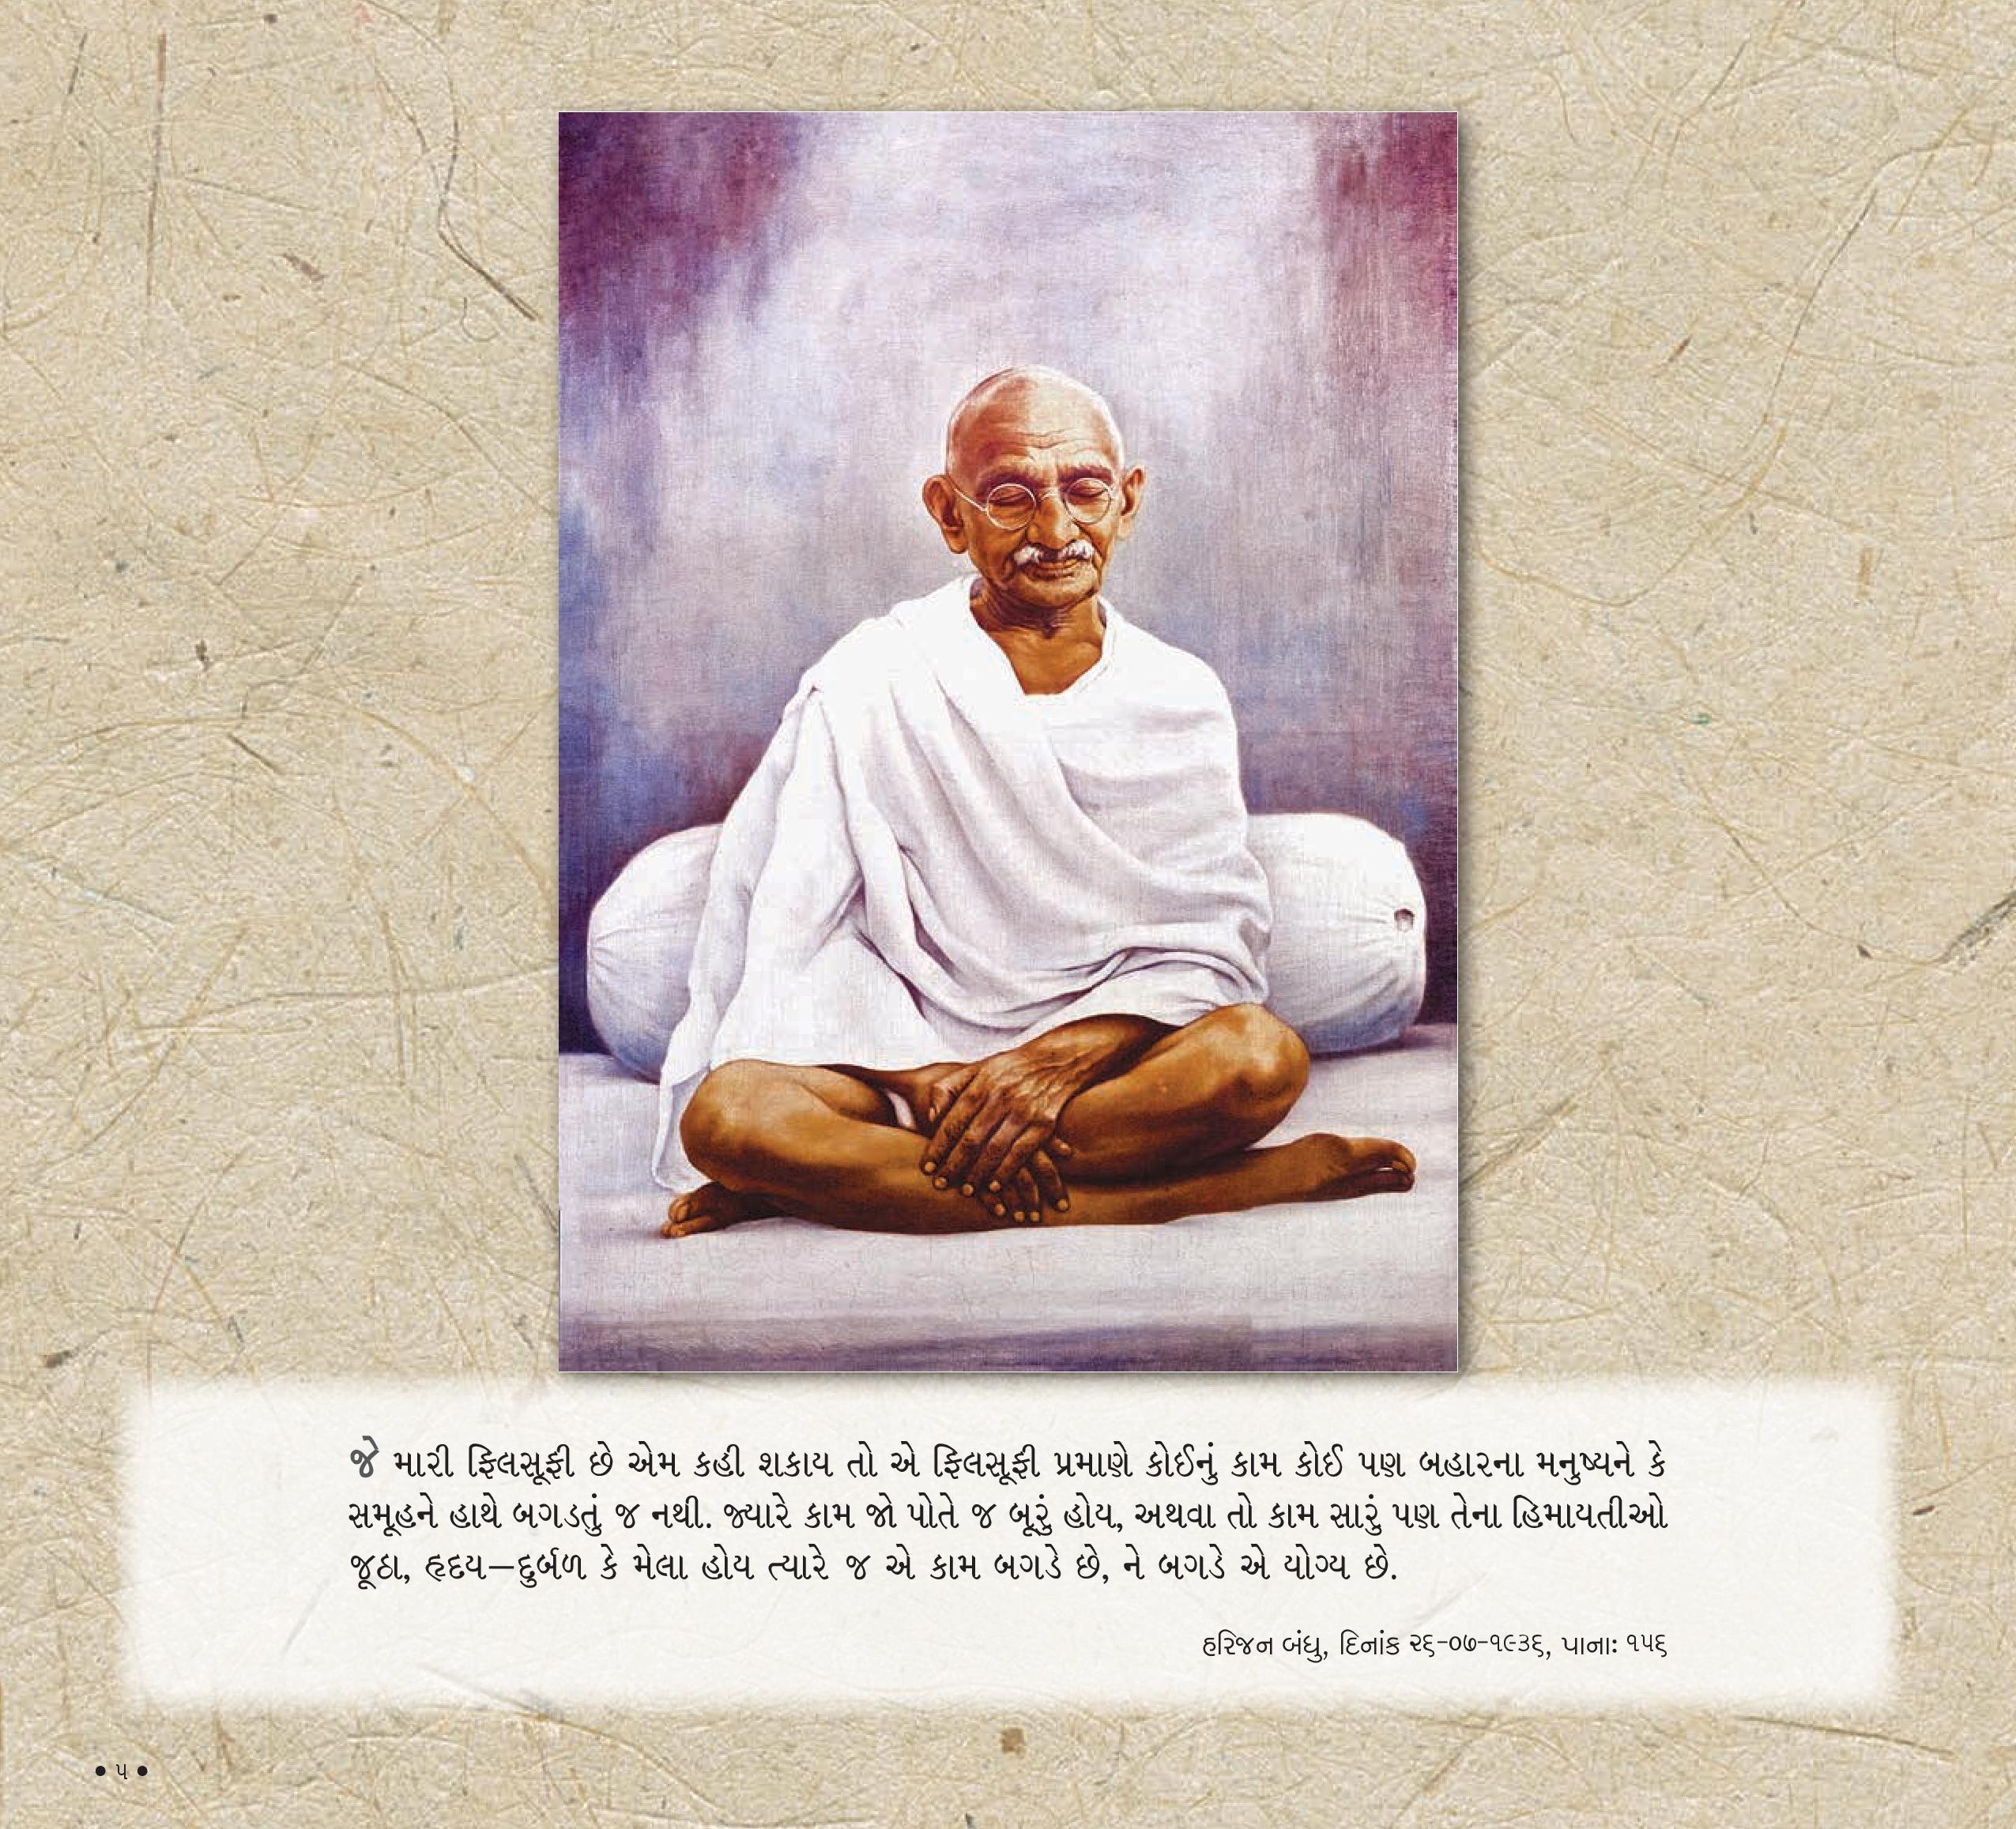 જે મારી ફિલસૂફી છે એમ કહી શકાય તો એ ફિલસૂફી પ્રમાણે કોઈનું કામ કોઈ પણ બહારના મનુષ્યને કે
સમૂહને હાથે બગડતું જ નથી. જ્યારે કામ જો પોતે જ બૂરું હોય, અથવા તો કામ સારું પણ તેના હિમાયતીઓ
જૂઠા, હૃદય–દુર્બળ કે મેલા હોય ત્યારે જ એ કામ બગડે છે, ને બગડે એ યોગ્ય છે.
હરિજન બંધુ, દિનાંક ૨૬-૦૭-૧૯૩૬, પાના: ૧૫૬
• ૫ •